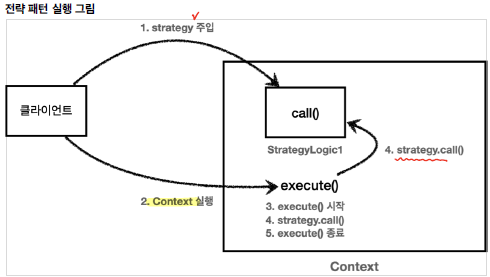 전략 패턴 실행 그림
1. strategy 주입
클라이언트
call()
StrategyLogic1
4. strategy.call()
execute()
2. Context 실행
3. execute() 시작
4. strategy.call()
5. execute() 종료
Context